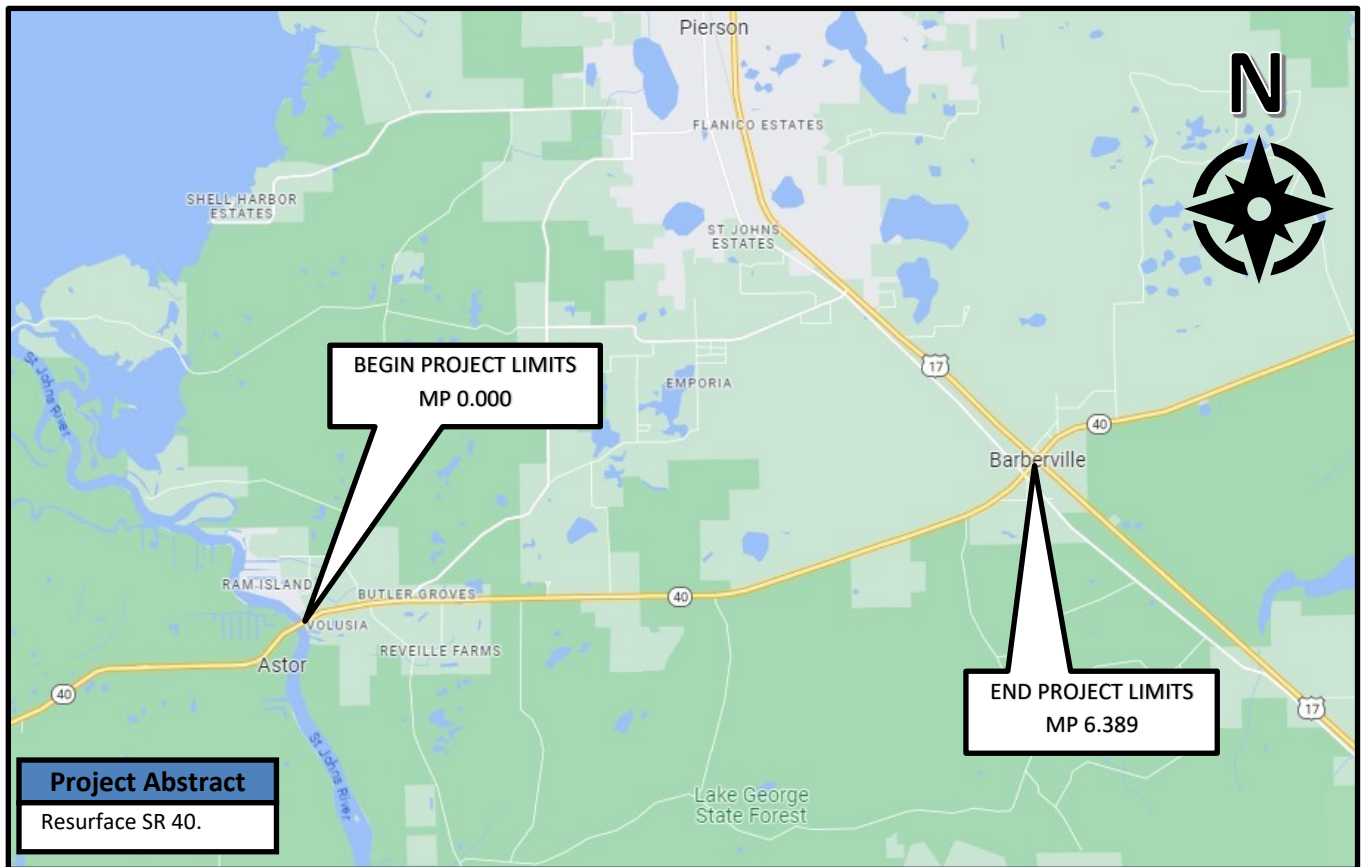 Pierson
N
FLANICO ESTATES
SHELL HARBOR
ESTATES
ST JOHNS
ESTATES
BEGIN PROJECT LIMITS
MP 0.000
St Johns River
17
EMPORIA
40
Barberville
RAM ISLAND
BUTLER GROVES
40
VOLUSIA
REVEILLE FARMS
Astor
40
END PROJECT LIMITS
MP 6.389
17
St Johns River
Project Abstract
Resurface SR 40.
Lake George
State Forest